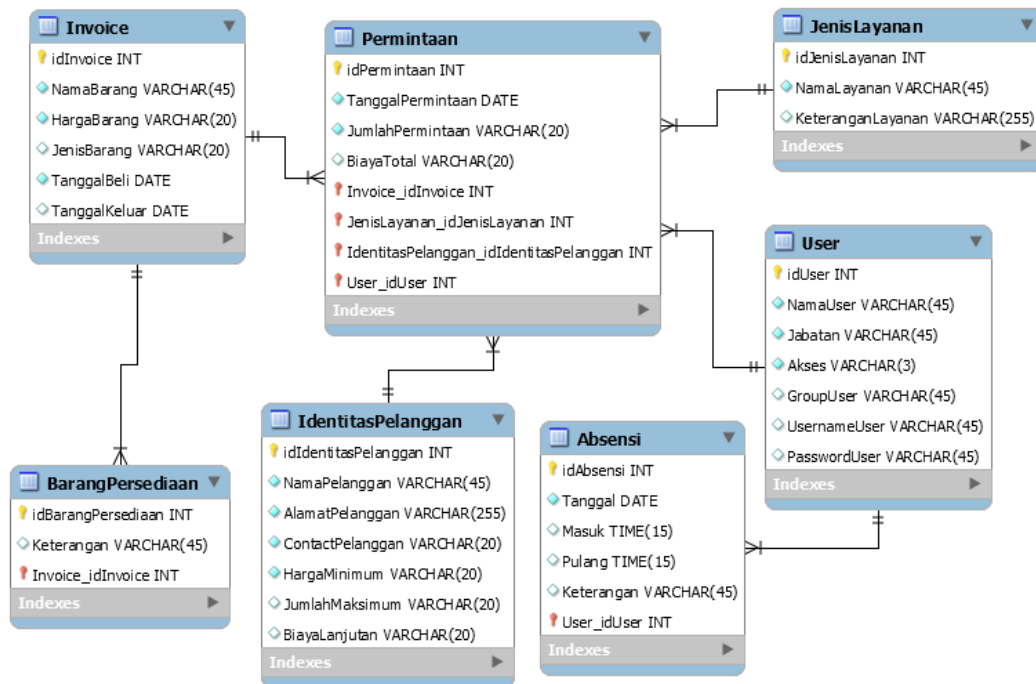 Invoice
idInvoice INT
NamaBarang VARCHAR(45)
HargaBarang VARCHAR(20)
JenisBarang VARCHAR(20)
TanggalBeli DATE
TanggalKeluar DATE
Indexes
Permintaan
idPermintaan INT
TanggalPermintaan DATE
JumlahPermintaan VARCHAR(20)
BiayaTotal VARCHAR(20)
Invoice_idInvoice INT
JenisLayanan_idJenisLayanan INT
IdentitasPelanggan_idIdentitasPelanggan INT
User_idUser INT
Indexes
JenisLayanan
idJenisLayanan INT
NamaLayanan VARCHAR(45)
KeteranganLayanan VARCHAR(255)
Indexes
User
idUser INT
NamaUser VARCHAR(45)
Jabatan VARCHAR(45)
Akses VARCHAR(3)
GroupUser VARCHAR(45)
UsernameUser VARCHAR(45)
PasswordUser VARCHAR(45)
Indexes
BarangPersediaan
idBarangPersediaan INT
Keterangan VARCHAR(45)
Invoice_idInvoice INT
Indexes
IdentitasPelanggan
idIdentitasPelanggan INT
NamaPelanggan VARCHAR(45)
AlamatPelanggan VARCHAR(255)
ContactPelanggan VARCHAR(20)
HargaMinimum VARCHAR(20)
JumlahMaksimum VARCHAR(20)
BiayaLanjutan VARCHAR(20)
Indexes
Absensi
idAbsensi INT
Tanggal DATE
Masuk TIME(15)
Pulang TIME(15)
Keterangan VARCHAR(45)
User_idUser INT
Indexes